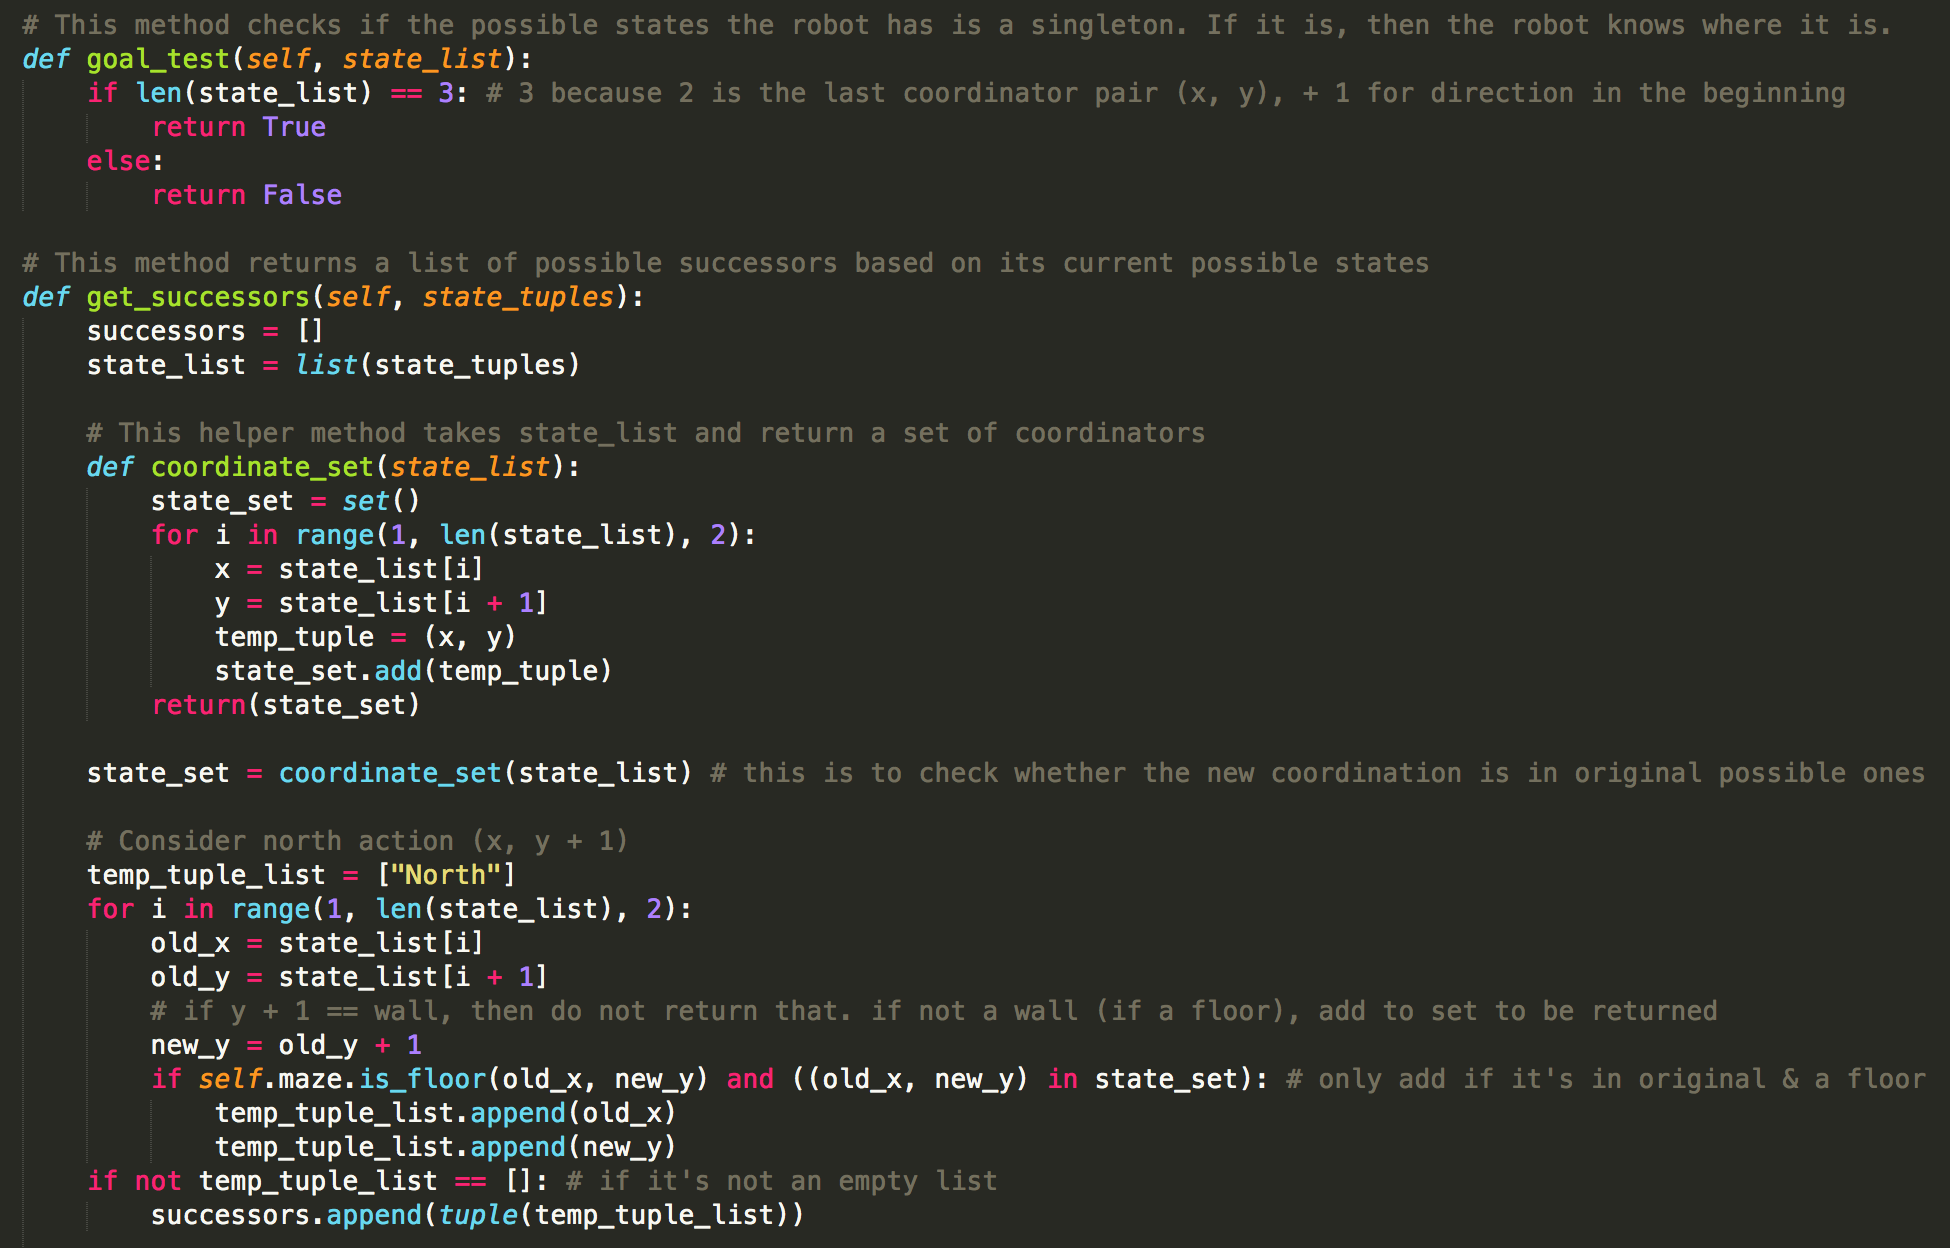 # This method checks if the possible states the robot has is a singleton. If it is, then the robot knows where it is.
def goal_test(self, state_list):
    if len(state_list) == 3: # 3 because 2 is the last coordinator pair (x, y), + 1 for direction in the beginning
        return True
    else:
        return False

# This method returns a list of possible successors based on its current possible states
def get_successors(self, state_tuples):
    successors = []
    state_list = list(state_tuples)

    # This helper method takes state_list and return a set of coordinators
    def coordinate_set(state_list):
        state_set = set()
        for i in range(1, len(state_list), 2):
            x = state_list[i]
            y = state_list[i + 1]
            temp_tuple = (x, y)
            state_set.add(temp_tuple)
        return(state_set)

    state_set = coordinate_set(state_list) # this is to check whether the new coordination is in original possible ones

    # Consider north action (x, y + 1)
    temp_tuple_list = ["North"]
    for i in range(1, len(state_list), 2):
        old_x = state_list[i]
        old_y = state_list[i + 1]
        # if y + 1 == wall, then do not return that. if not a wall (if a floor), add to set to be returned
        new_y = old_y + 1
        if self.maze.is_floor(old_x, new_y) and ((old_x, new_y) in state_set): # only add if it's in original & a floor
            temp_tuple_list.append(old_x)
            temp_tuple_list.append(new_y)
    if not temp_tuple_list == []: # if it's not an empty list
        successors.append(tuple(temp_tuple_list))